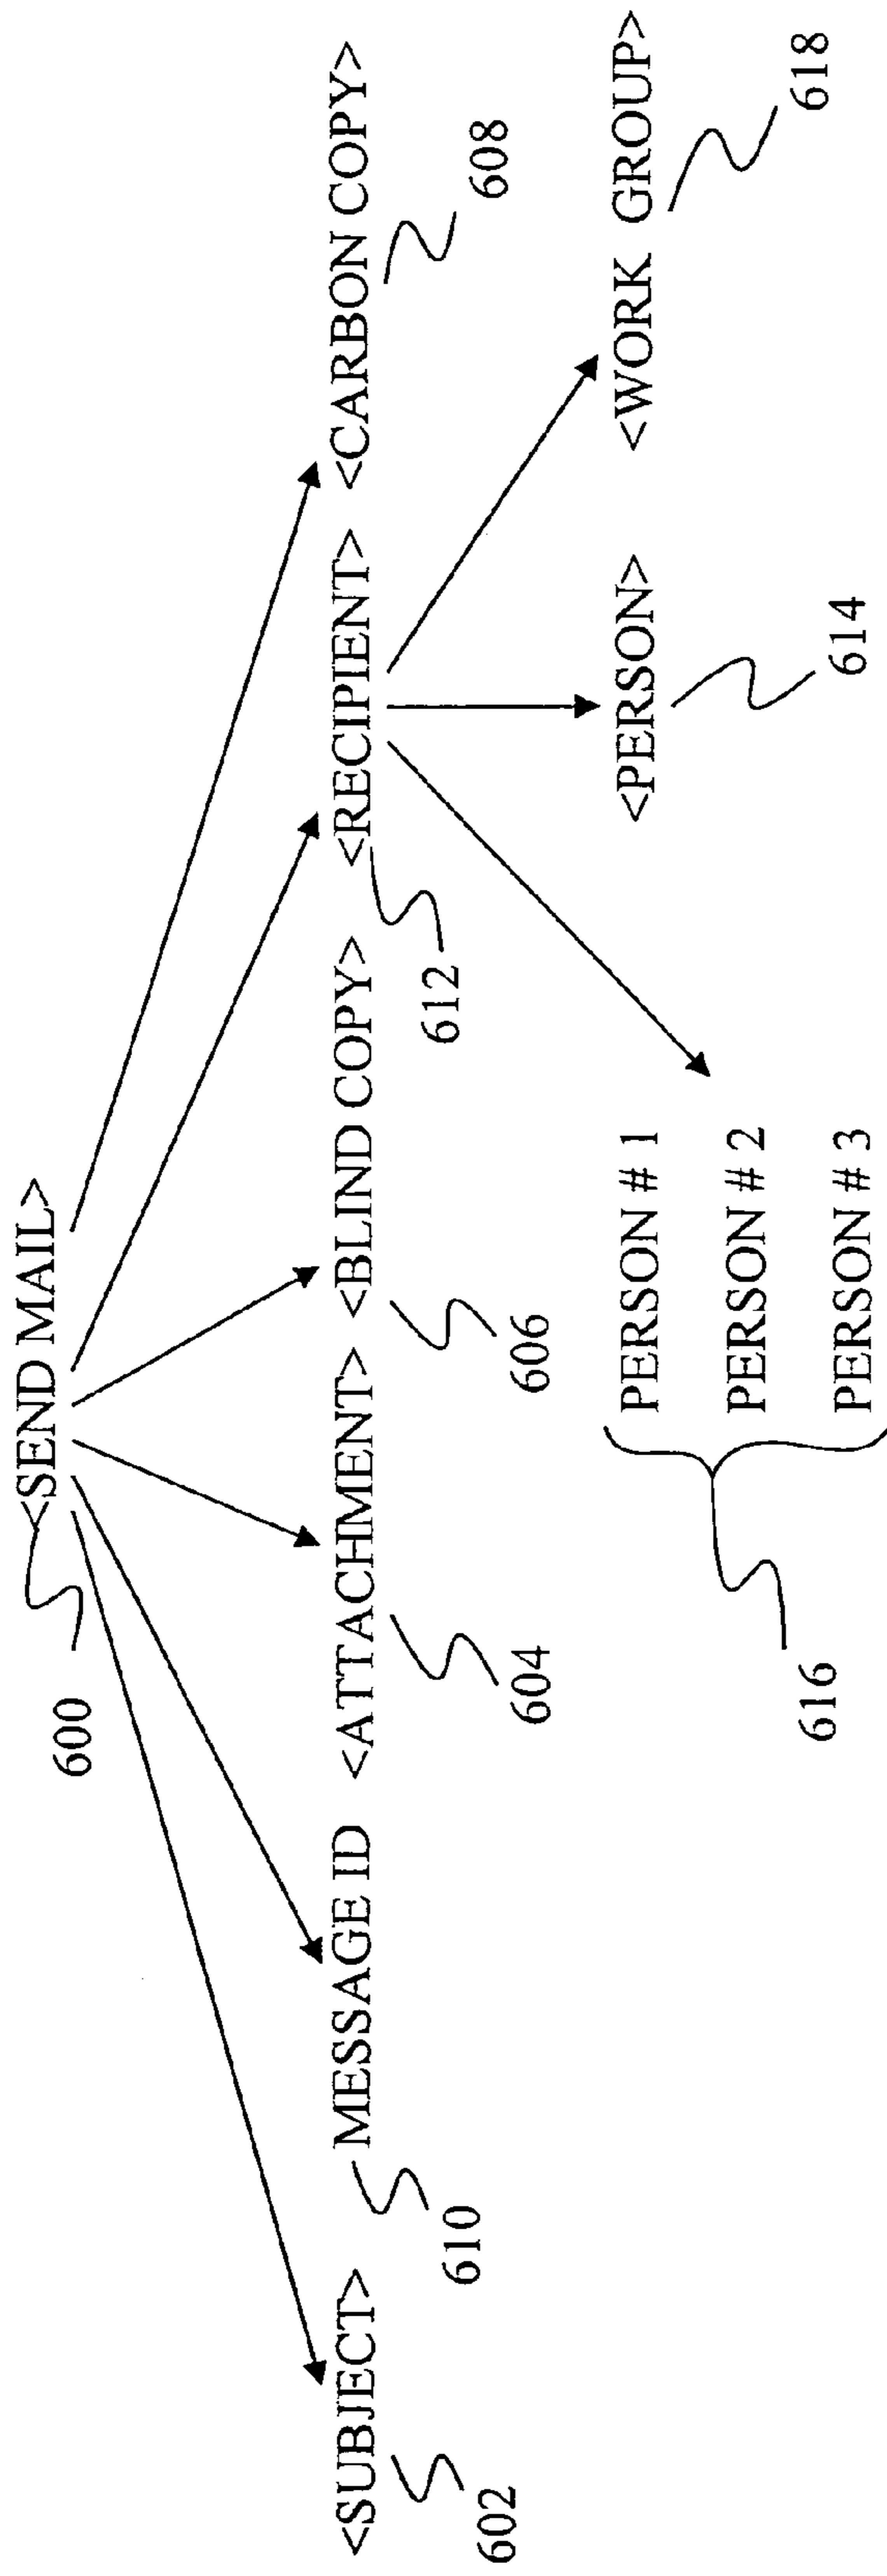 <SEND MAIL>
600
<SUBJECT> MESSAGE ID <ATTACHMENT> <BLIND COPY> <RECIPIENT> <CARBON COPY>
602 610 604 606 612 608
PERSON # 1 <PERSON> <WORK GROUP>
PERSON # 2
PERSON # 3
616 614 618